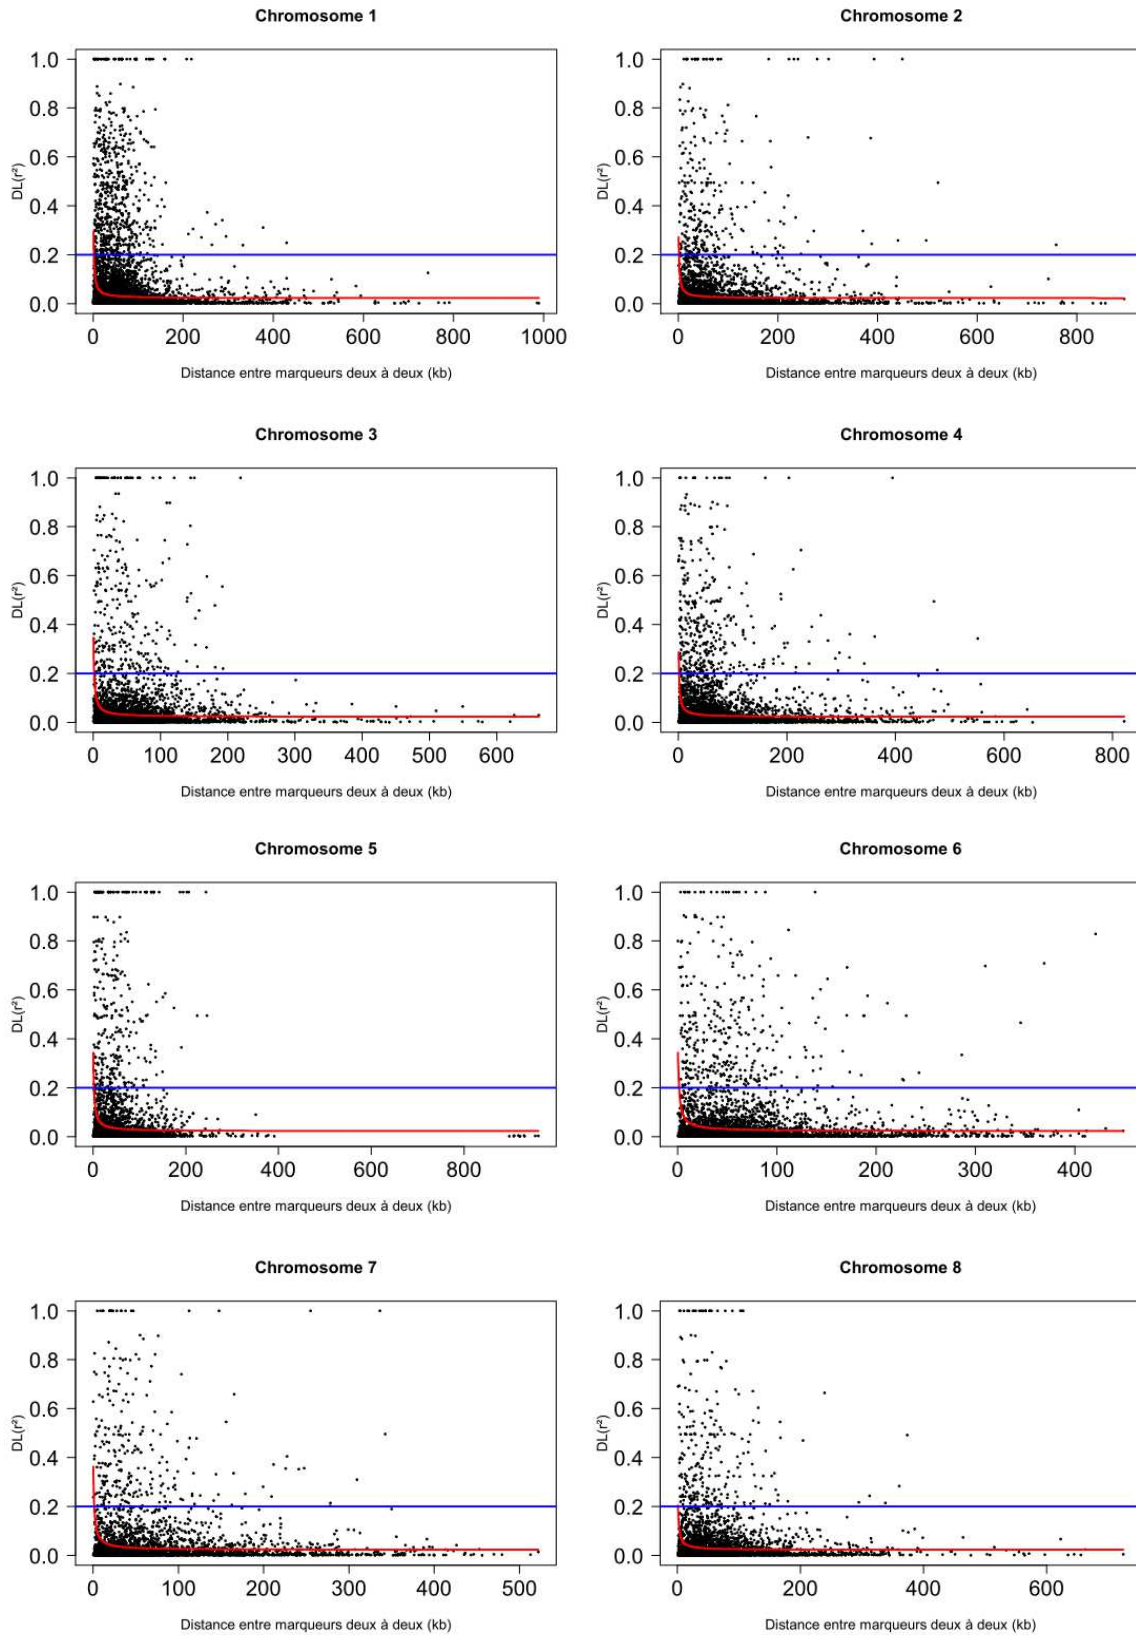 Chromosome 1
DL(r²)
1.0
0.8
0.6
0.4
0.2
0.0
0 200 400 600 800 1000
Distance entre marqueurs deux à deux (kb)
Chromosome 2
DL(r²)
1.0
0.8
0.6
0.4
0.2
0.0
0 200 400 600 800
Distance entre marqueurs deux à deux (kb)
Chromosome 3
DL(r²)
1.0
0.8
0.6
0.4
0.2
0.0
0 100 200 300 400 500 600
Distance entre marqueurs deux à deux (kb)
Chromosome 4
DL(r²)
1.0
0.8
0.6
0.4
0.2
0.0
0 200 400 600 800
Distance entre marqueurs deux à deux (kb)
Chromosome 5
DL(r²)
1.0
0.8
0.6
0.4
0.2
0.0
0 200 400 600 800
Distance entre marqueurs deux à deux (kb)
Chromosome 6
DL(r²)
1.0
0.8
0.6
0.4
0.2
0.0
0 100 200 300 400
Distance entre marqueurs deux à deux (kb)
Chromosome 7
DL(r²)
1.0
0.8
0.6
0.4
0.2
0.0
0 100 200 300 400 500
Distance entre marqueurs deux à deux (kb)
Chromosome 8
DL(r²)
1.0
0.8
0.6
0.4
0.2
0.0
0 200 400 600
Distance entre marqueurs deux à deux (kb)